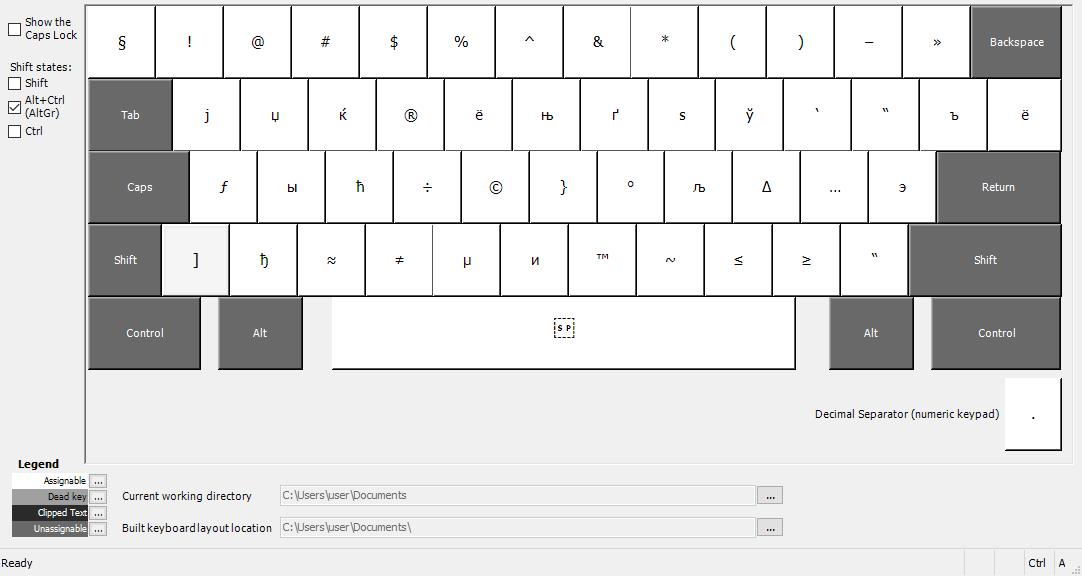 Show the
Caps Lock
Shift states:
Shift
Alt+Ctrl
(AltGr)
Ctrl
§ ! @ # $ % ^ & * ( ) – » Backspace
Tab ј џ ќ ® ё њ ґ ѕ ў ‛ ‟ ъ ё
Caps ƒ ы ћ ÷ © } ° љ ∆ … э Return
Shift ] ђ ≈ ≠ µ и ™ ~ ≤ ≥ ‟ Shift
Control Alt SP Alt Control
Decimal Separator (numeric keypad) .
Legend
Assignable ...
Dead key ...
Clipped Text ...
Unassignable ...
Current working directory C:\Users\user\Documents ...
Built keyboard layout location C:\Users\user\Documents\ ...
Ready Ctrl A